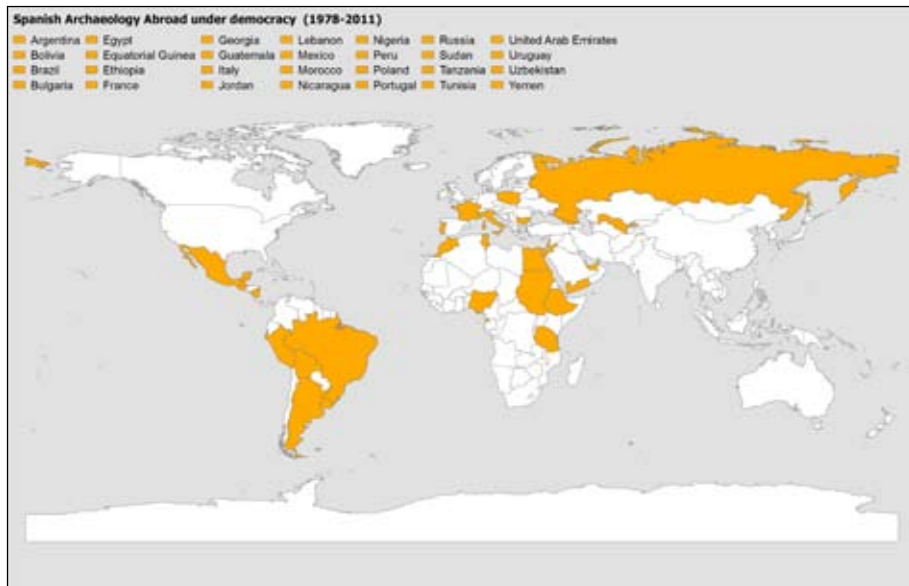 Spanish Archaeology Abroad under democracy (1978-2011)
Argentina Egypt Georgia Lebanon Nigeria Russia United Arab Emirates
Bolivia Equatorial Guinea Guatemala Mexico Peru Sudan Uruguay
Brazil Ethiopia Italy Morocco Poland Tanzania Uzbekistan
Bulgaria France Jordan Nicaragua Portugal Tunisia Yemen